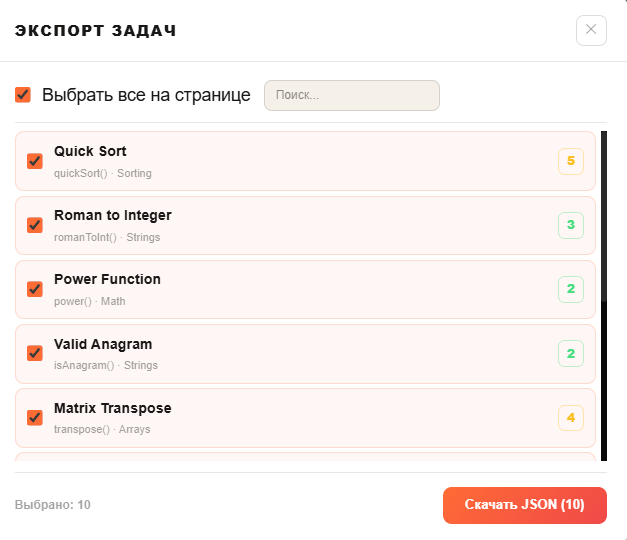 ЭКСПОРТ ЗАДАЧ
Выбрать все на странице
Поиск...
Quick Sort
5
quickSort() · Sorting
Roman to Integer
3
romanToInt() · Strings
Power Function
2
power() · Math
Valid Anagram
2
isAnagram() · Strings
Matrix Transpose
4
transpose() · Arrays
Выбрано: 10
Скачать JSON (10)